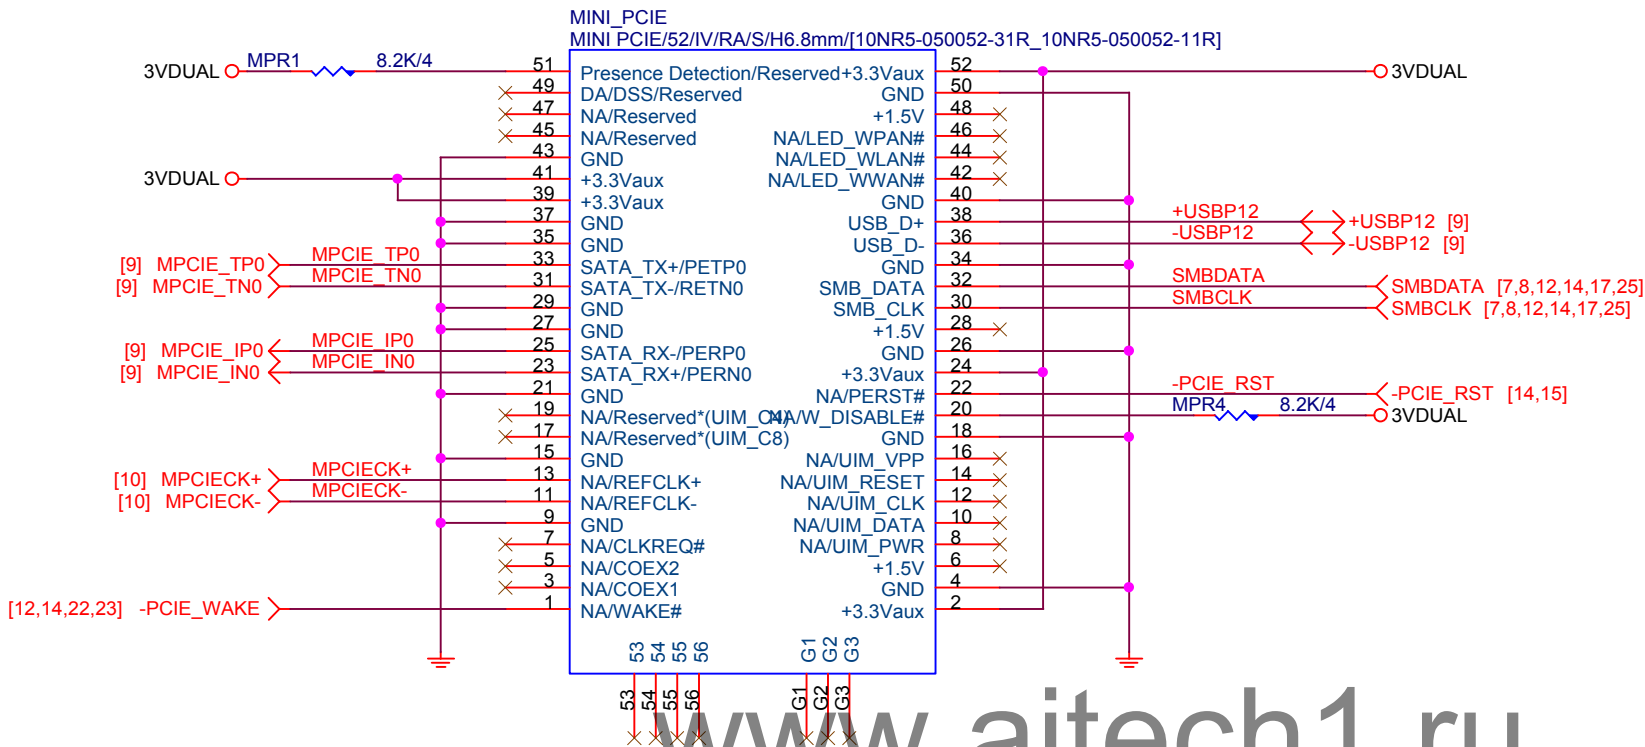 MINI_PCIE
MINI PCIE/52/IV/RA/S/H6.8mm/[10NR5-050052-31R_10NR5-050052-11R]
3VDUAL MPR1 8.2K/4 51 Presence Detection/Reserved +3.3Vaux 52 3VDUAL
49 DA/DSS/Reserved GND 50
47 NA/Reserved +1.5V 48
45 NA/Reserved NA/LED_WPAN# 46
43 GND NA/LED_WLAN# 44
3VDUAL 41 +3.3Vaux NA/LED_WWAN# 42
39 +3.3Vaux GND 40
37 GND USB_D+ 38 +USBP12 +USBP12 [9]
35 GND USB_D- 36 -USBP12 -USBP12 [9]
[9] MPCIE_TP0 MPCIE_TP0 33 SATA_TX+/PETP0 GND 34
[9] MPCIE_TN0 MPCIE_TN0 31 SATA_TX-/RETN0 SMB_DATA 32 SMBDATA SMBDATA [7,8,12,14,17,25]
29 GND SMB_CLK 30 SMBCLK SMBCLK [7,8,12,14,17,25]
27 GND +1.5V 28
[9] MPCIE_IP0 MPCIE_IP0 25 SATA_RX-/PERP0 GND 26
[9] MPCIE_IN0 MPCIE_IN0 23 SATA_RX+/PERN0 +3.3Vaux 24
21 GND NA/PERST# 22 -PCIE_RST -PCIE_RST [14,15]
19 NA/Reserved*(UIM_C4) NA/W_DISABLE# 20 MPR4 8.2K/4 3VDUAL
17 NA/Reserved*(UIM_C8) GND 18
15 GND NA/UIM_VPP 16
[10] MPCIECK+ MPCIECK+ 13 NA/REFCLK+ NA/UIM_RESET 14
[10] MPCIECK- MPCIECK- 11 NA/REFCLK- NA/UIM_CLK 12
9 GND NA/UIM_DATA 10
7 NA/CLKREQ# NA/UIM_PWR 8
5 NA/COEX2 +1.5V 6
3 NA/COEX1 GND 4
[12,14,22,23] -PCIE_WAKE 1 NA/WAKE# +3.3Vaux 2
53 54 55 56 G1 G2 G3
53 54 55 56 G1 G2 G3
www.aitech1.ru